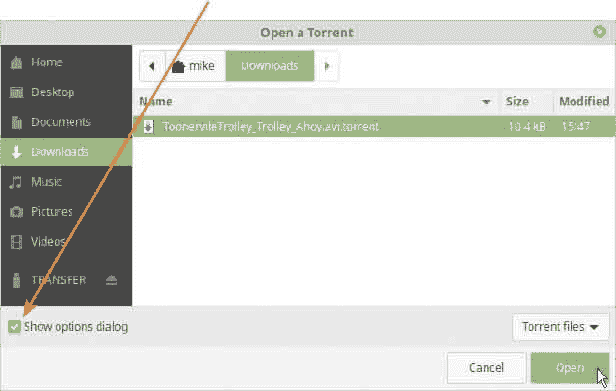 Open a Torrent
Home
Desktop
Documents
Downloads
Music
Pictures
Videos
TRANSFER
mike Downloads
Name Size Modified
ToonervilleTrolley_Trolley_Ahoy.avi.torrent 10.4 kB 15:47
Show options dialog
Torrent files
Cancel Open